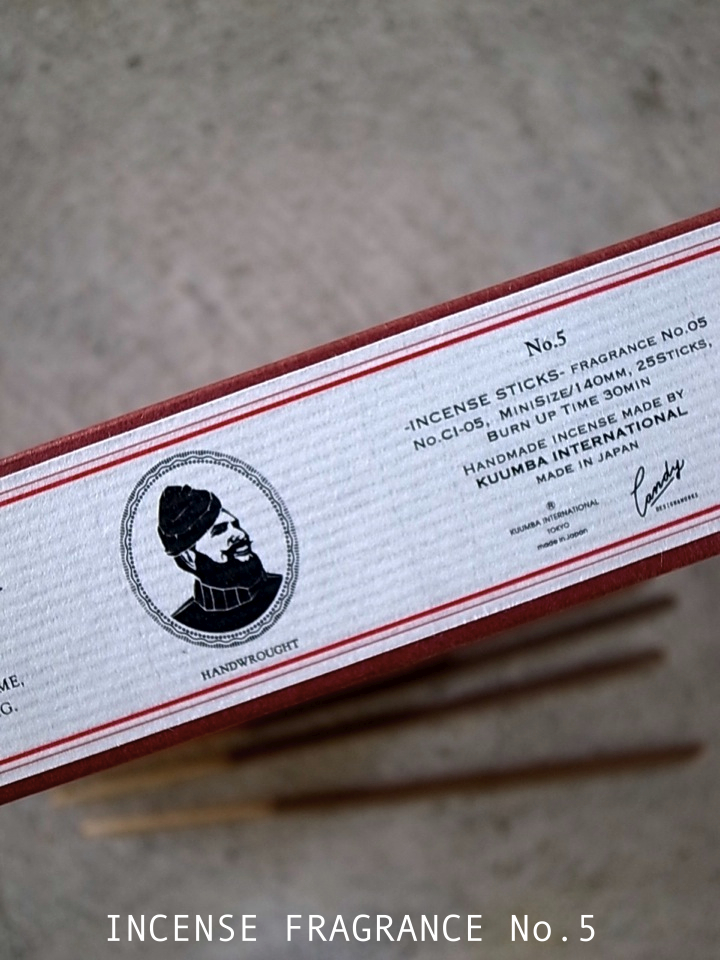 No.5
-INCENSE STICKS- FRAGRANCE NO.05
NO.CI-05, MINISIZE/140MM, 25STICKS,
BURN UP TIME 30MIN
HANDMADE INCENSE MADE BY
KUUMBA INTERNATIONAL
MADE IN JAPAN
®
KUUMBA INTERNATIONAL
TOKYO
made in Japan
Candy
DESIGN&WORKS
HANDWROUGHT
ME,
G.
INCENSE FRAGRANCE No.5